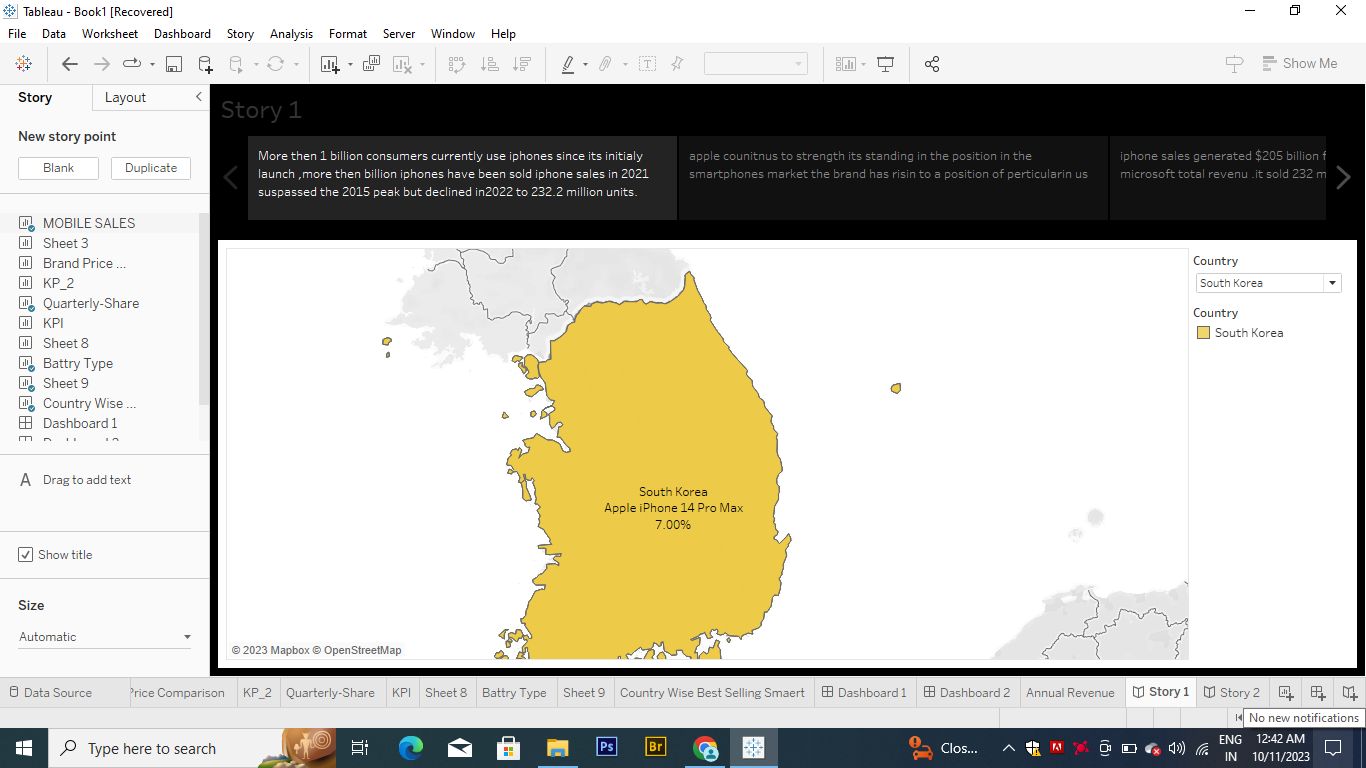 Tableau - Book1 [Recovered]
File Data Worksheet Dashboard Story Analysis Format Server Window Help
Show Me
Story Layout
New story point
Blank Duplicate
MOBILE SALES
Sheet 3
Brand Price ...
KP_2
Quarterly-Share
KPI
Sheet 8
Battry Type
Sheet 9
Country Wise ...
Dashboard 1
A Drag to add text
Show title
Size
Automatic
Story 1
More then 1 billion consumers currently use iphones since its initialy
launch ,more then billion iphones have been sold iphone sales in 2021
suspassed the 2015 peak but declined in2022 to 232.2 million units.
apple counitnus to strength its standing in the position in the
smartphones market the brand has risin to a position of perticularin us
iphone sales generated $205 billion f
microsoft total revenu .it sold 232 m
Country
South Korea
Country
South Korea
South Korea
Apple iPhone 14 Pro Max
7.00%
© 2023 Mapbox © OpenStreetMap
Data Source Price Comparison KP_2 Quarterly-Share KPI Sheet 8 Battry Type Sheet 9 Country Wise Best Selling Smaert Dashboard 1 Dashboard 2 Annual Revenue Story 1 Story 2
No new notifications
Type here to search
Ps
Br
Clos...
ENG
IN
12:42 AM
10/11/2023